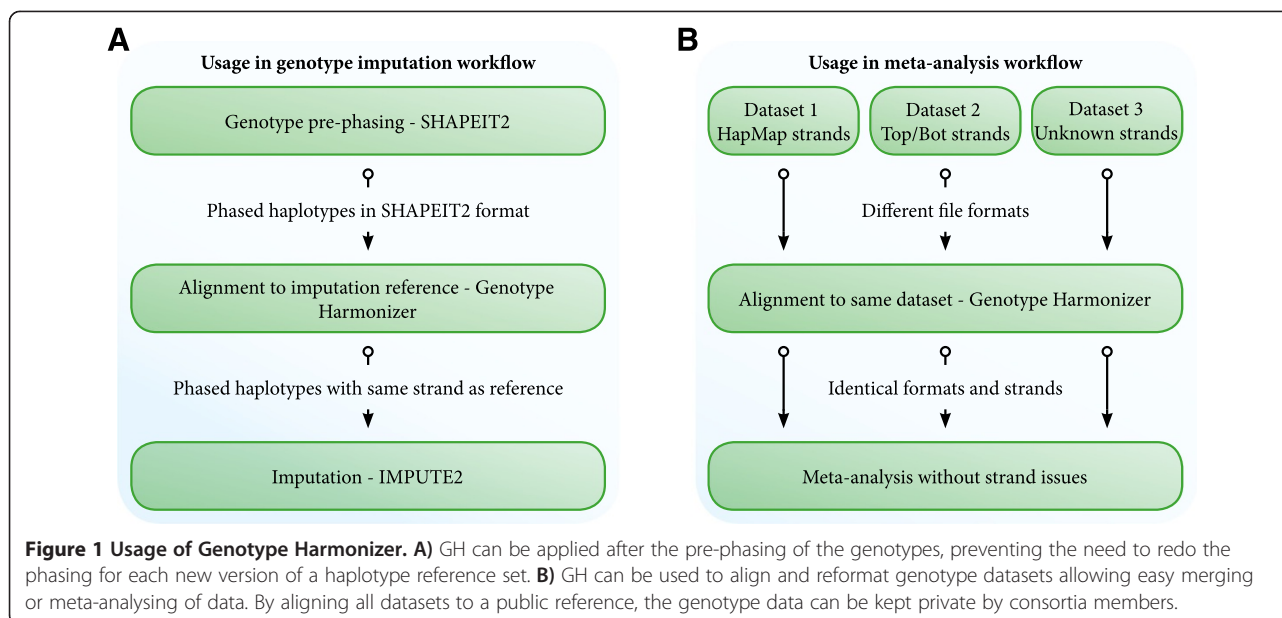 A
Usage in genotype imputation workflow
Genotype pre-phasing - SHAPEIT2
Phased haplotypes in SHAPEIT2 format
Alignment to imputation reference - Genotype
Harmonizer
Phased haplotypes with same strand as reference
Imputation - IMPUTE2
B
Usage in meta-analysis workflow
Dataset 1
HapMap strands
Dataset 2
Top/Bot strands
Dataset 3
Unknown strands
Different file formats
Alignment to same dataset - Genotype Harmonizer
Identical formats and strands
Meta-analysis without strand issues
Figure 1 Usage of Genotype Harmonizer. A) GH can be applied after the pre-phasing of the genotypes, preventing the need to redo the
phasing for each new version of a haplotype reference set. B) GH can be used to align and reformat genotype datasets allowing easy merging
or meta-analysing of data. By aligning all datasets to a public reference, the genotype data can be kept private by consortia members.